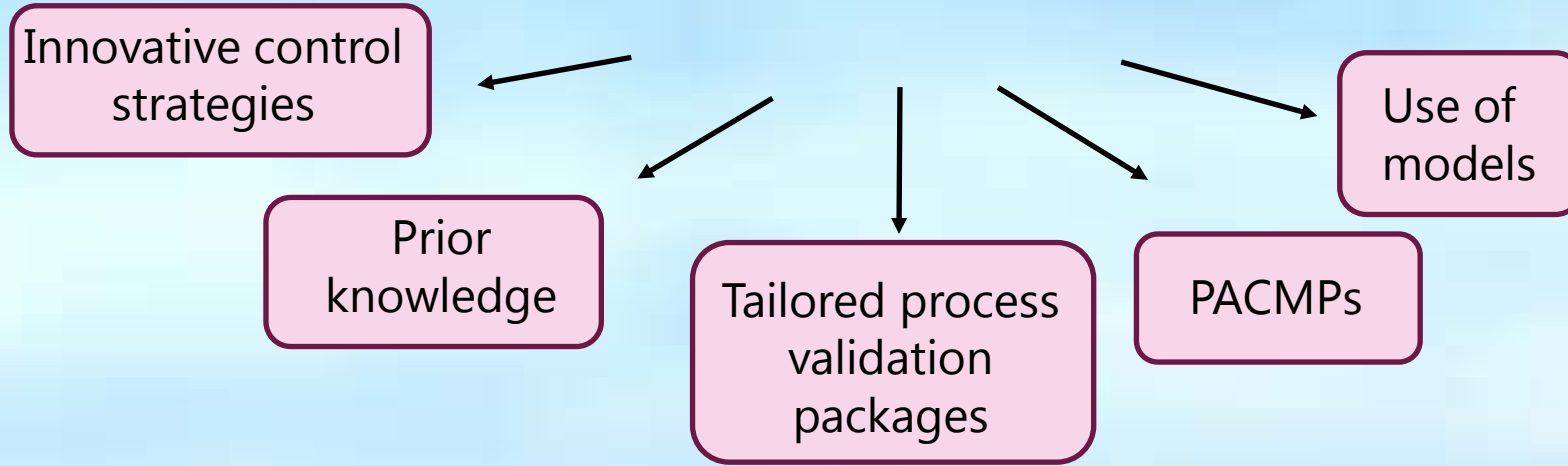 Innovative control
strategies
Prior
knowledge
Tailored process
validation
packages
PACMPs
Use of
models